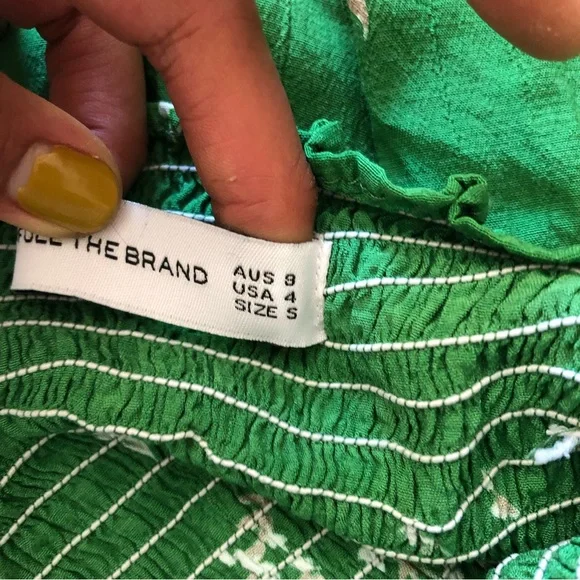 THE BRAND
AUS 8
USA 4
SIZE S